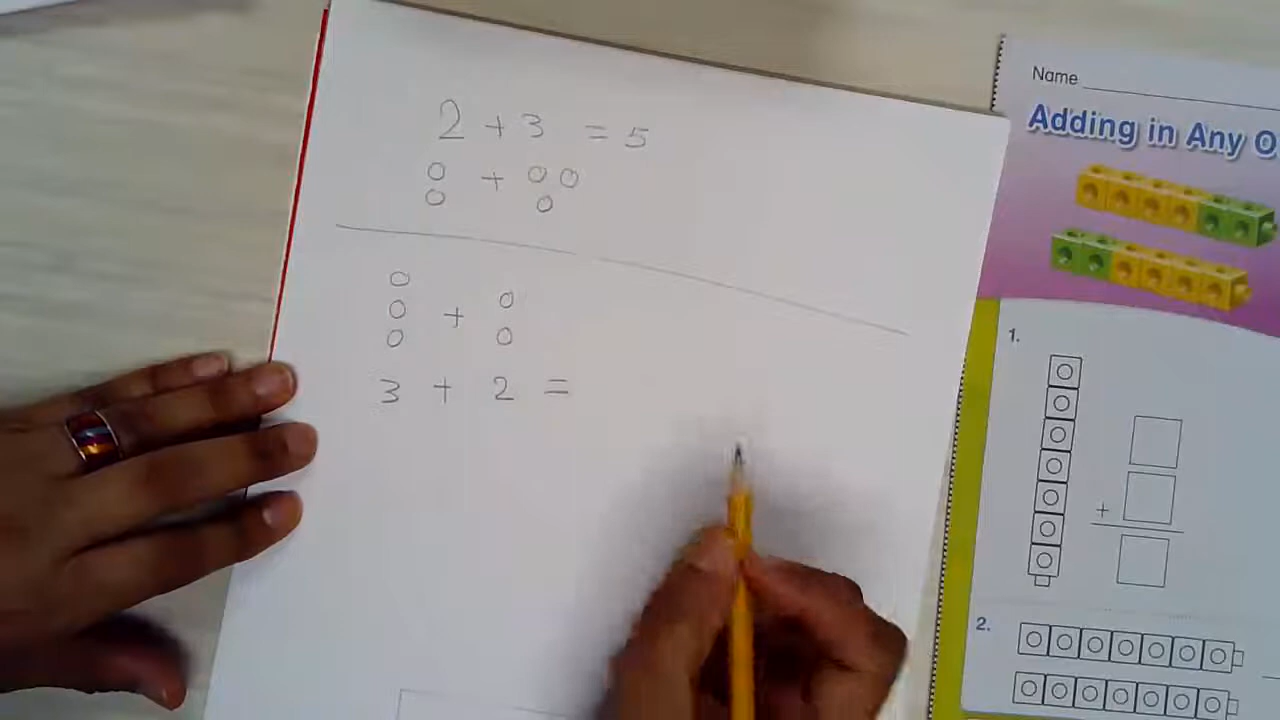 2 + 3 = 5
+
+
3 + 2 =
Name
Adding in Any O
1.
+
2.